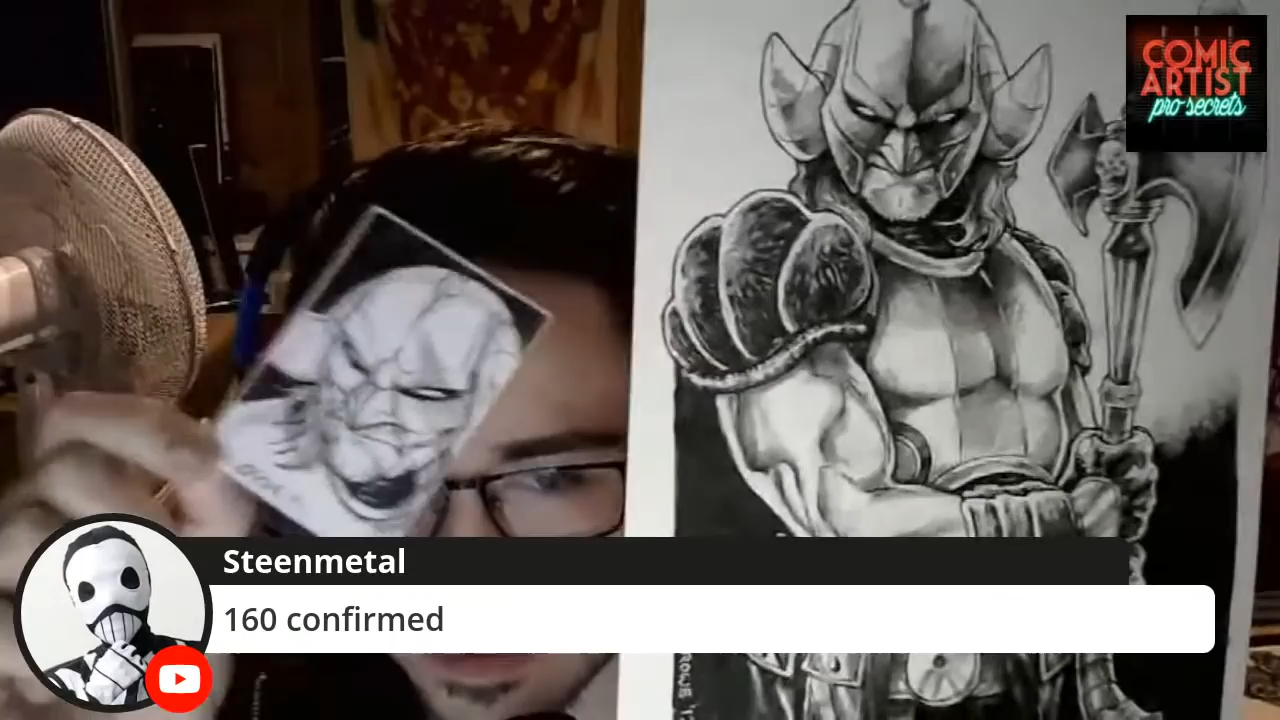 COMIC
ARTIST
pro secrets
Steenmetal
160 confirmed